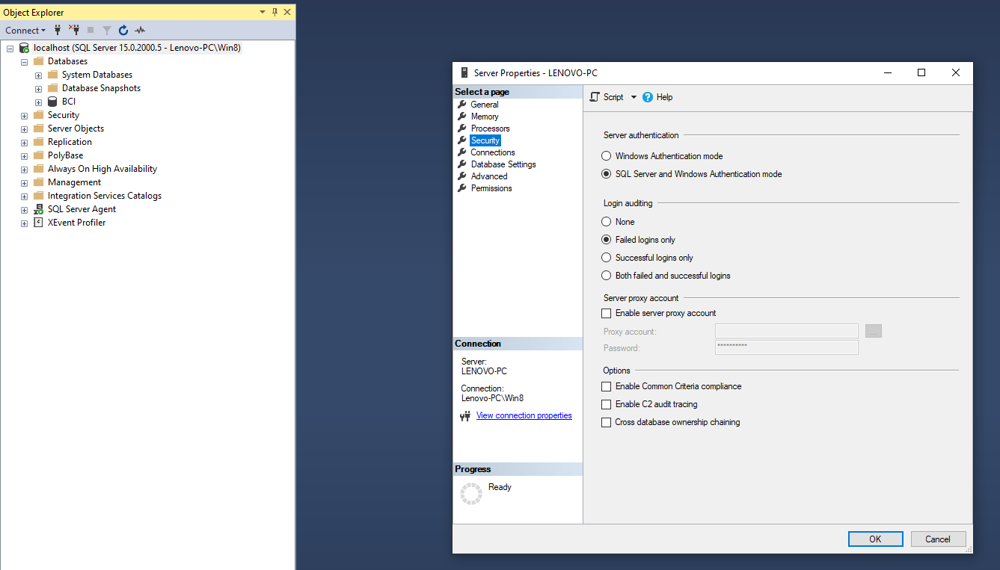 Object Explorer
Connect
localhost (SQL Server 15.0.2000.5 - Lenovo-PC\Win8)
Databases
System Databases
Database Snapshots
BCI
Security
Server Objects
Replication
PolyBase
Always On High Availability
Management
Integration Services Catalogs
SQL Server Agent
XEvent Profiler
Server Properties - LENOVO-PC
Select a page
General
Memory
Processors
Security
Connections
Database Settings
Advanced
Permissions
Connection
Server:
LENOVO-PC
Connection:
Lenovo-PC\Win8
View connection properties
Progress
Ready
Script
? Help
Server authentication
Windows Authentication mode
SQL Server and Windows Authentication mode
Login auditing
None
Failed logins only
Successful logins only
Both failed and successful logins
Server proxy account
Enable server proxy account
Proxy account:
...
Password: **********
Options
Enable Common Criteria compliance
Enable C2 audit tracing
Cross database ownership chaining
OK Cancel